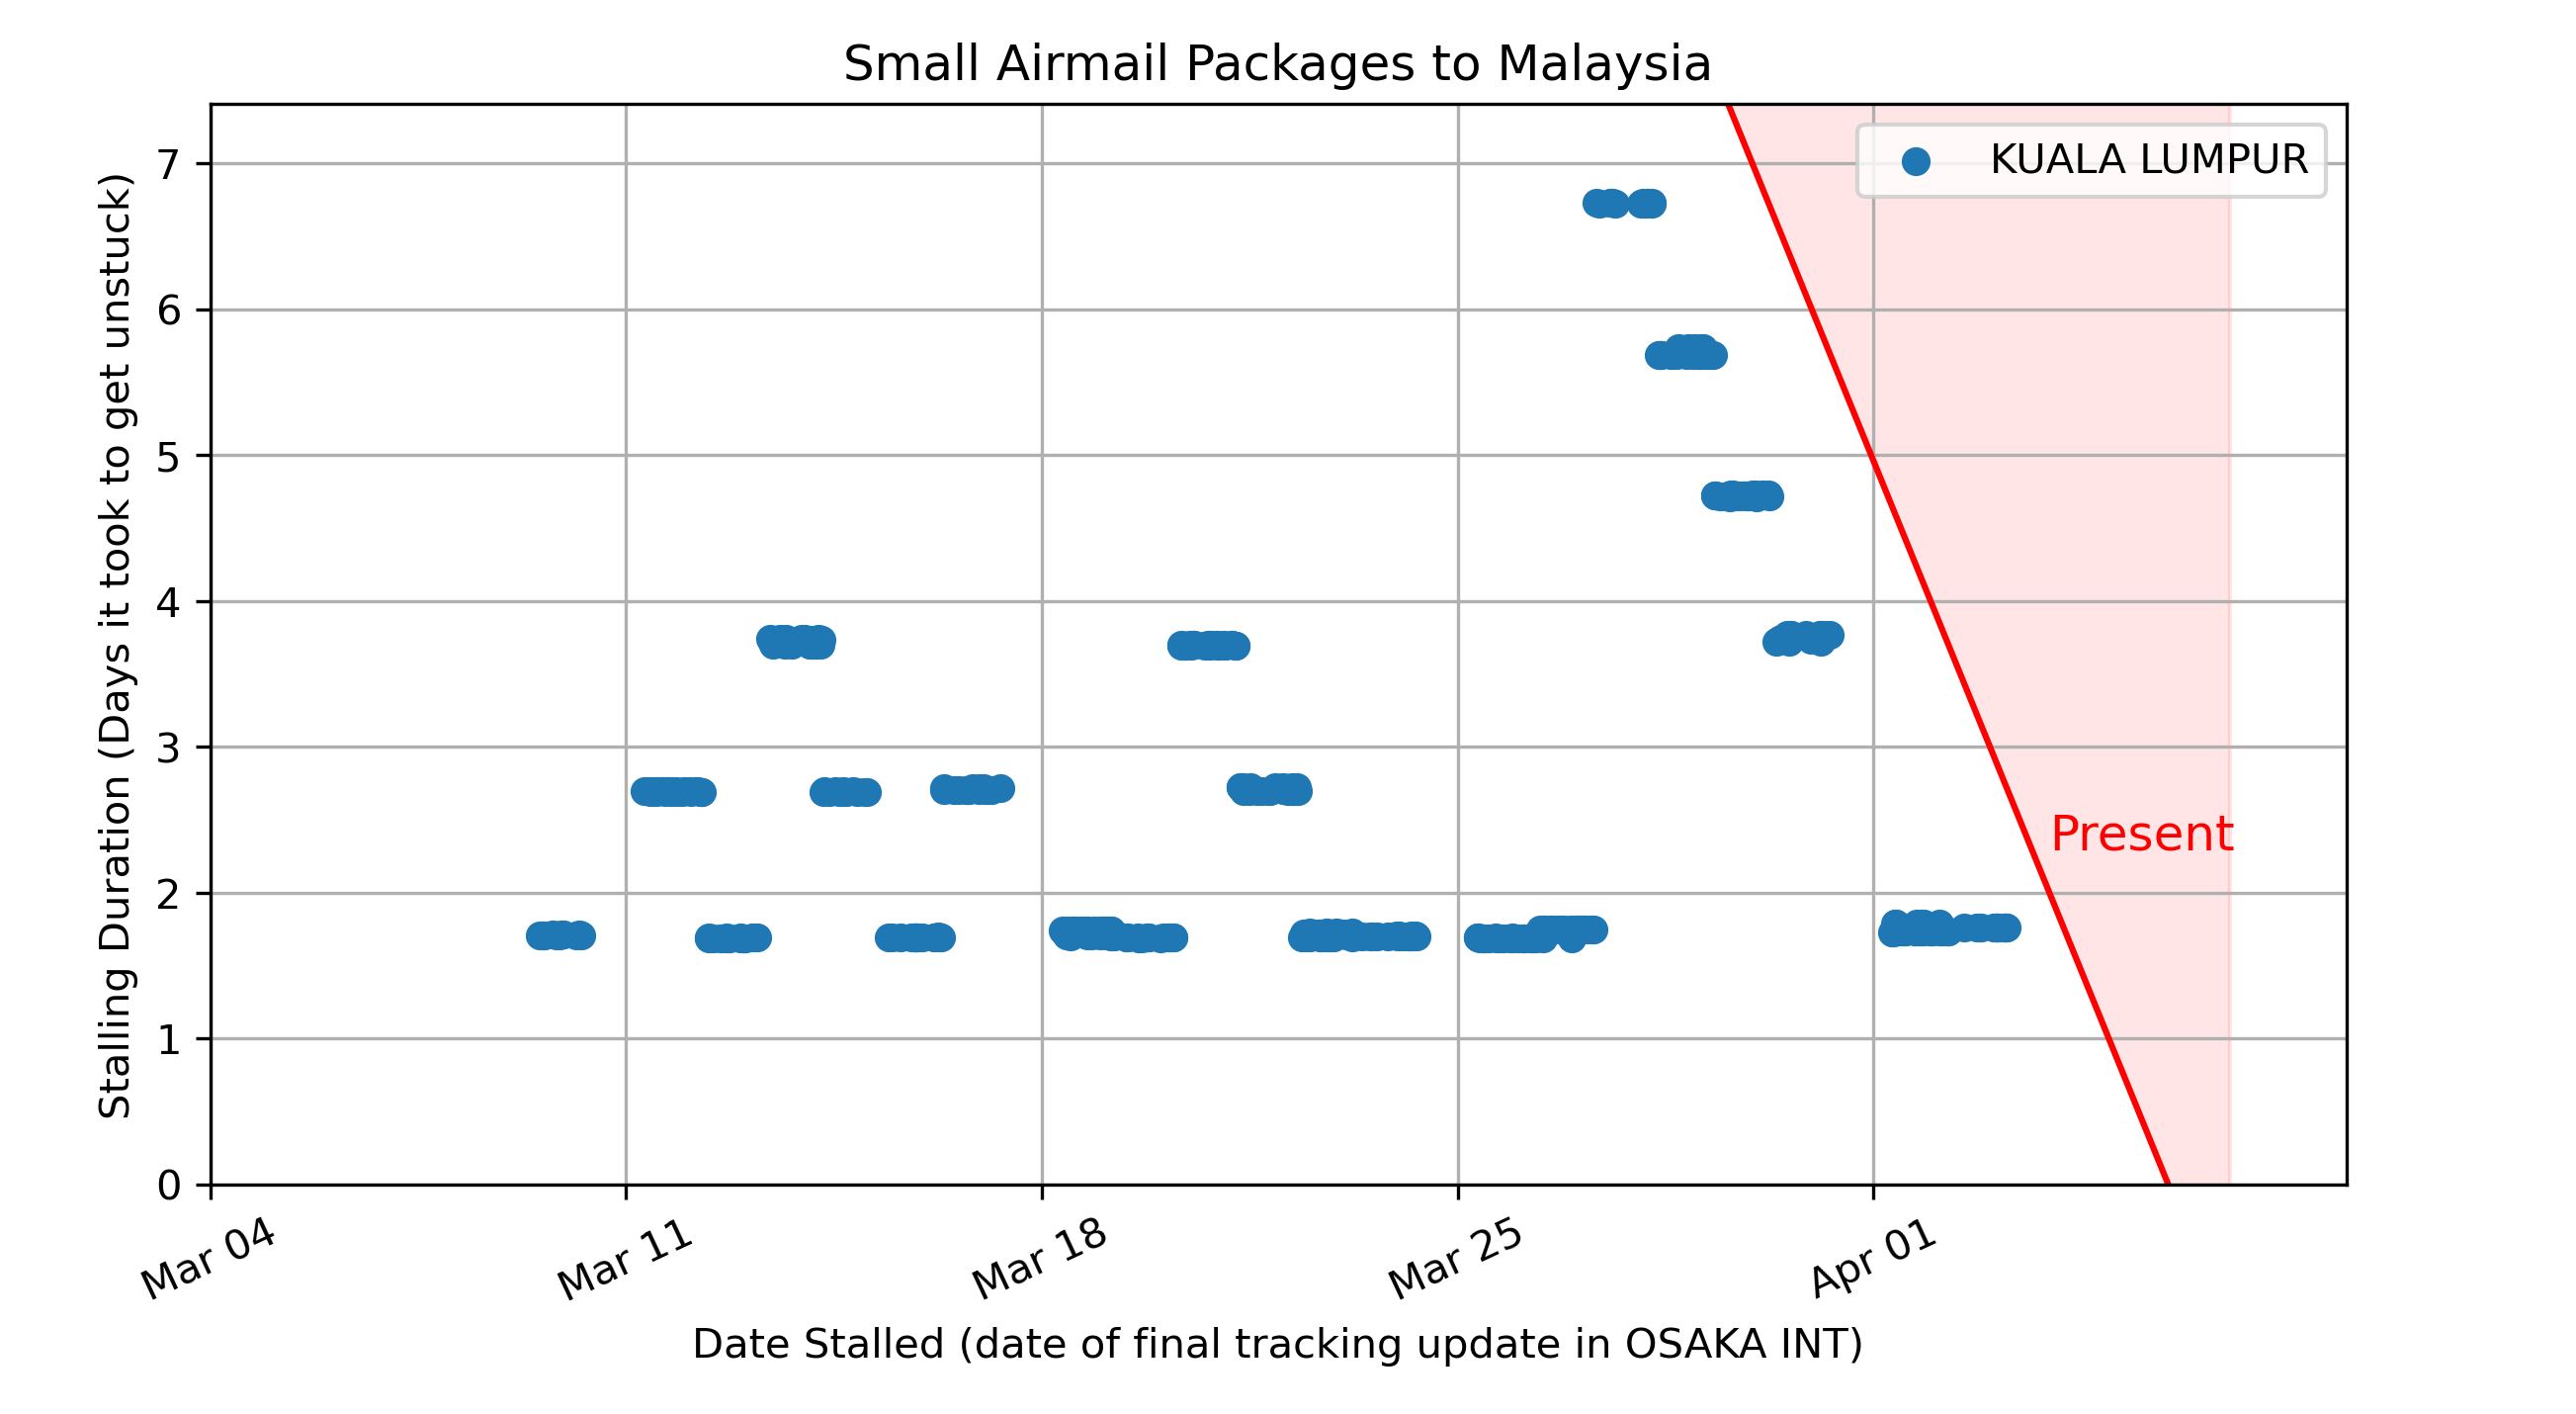 Small Airmail Packages to Malaysia
KUALA LUMPUR
Stalling Duration (Days it took to get unstuck)
7
6
5
4
3
2
1
0
Present
Mar 04
Mar 11
Mar 18
Mar 25
Apr 01
Date Stalled (date of final tracking update in OSAKA INT)